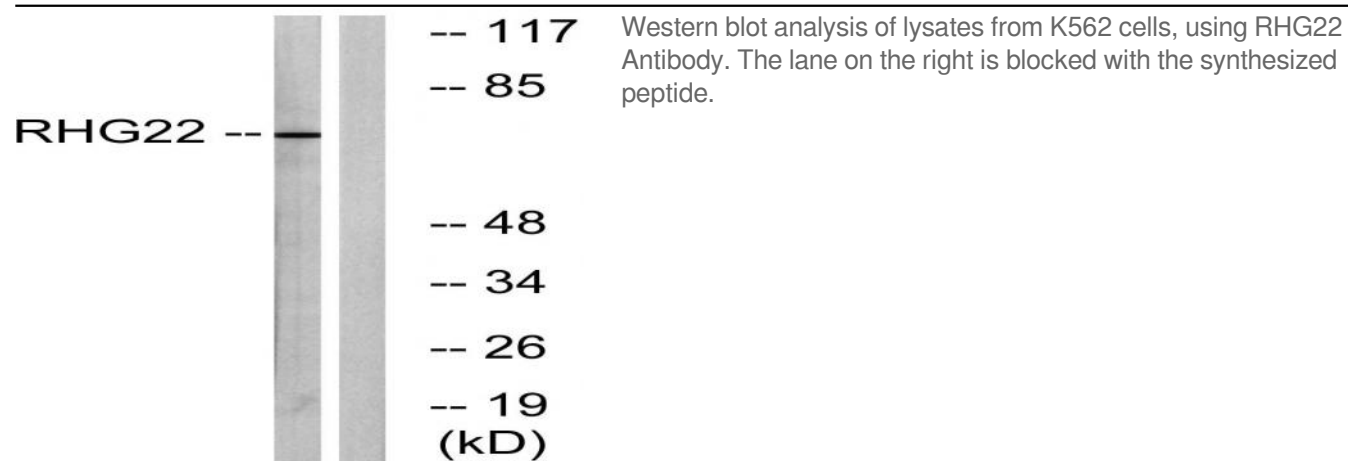 -- 117
-- 85
RHG22 --
-- 48
-- 34
-- 26
-- 19
(kD)
Western blot analysis of lysates from K562 cells, using RHG22
Antibody. The lane on the right is blocked with the synthesized
peptide.